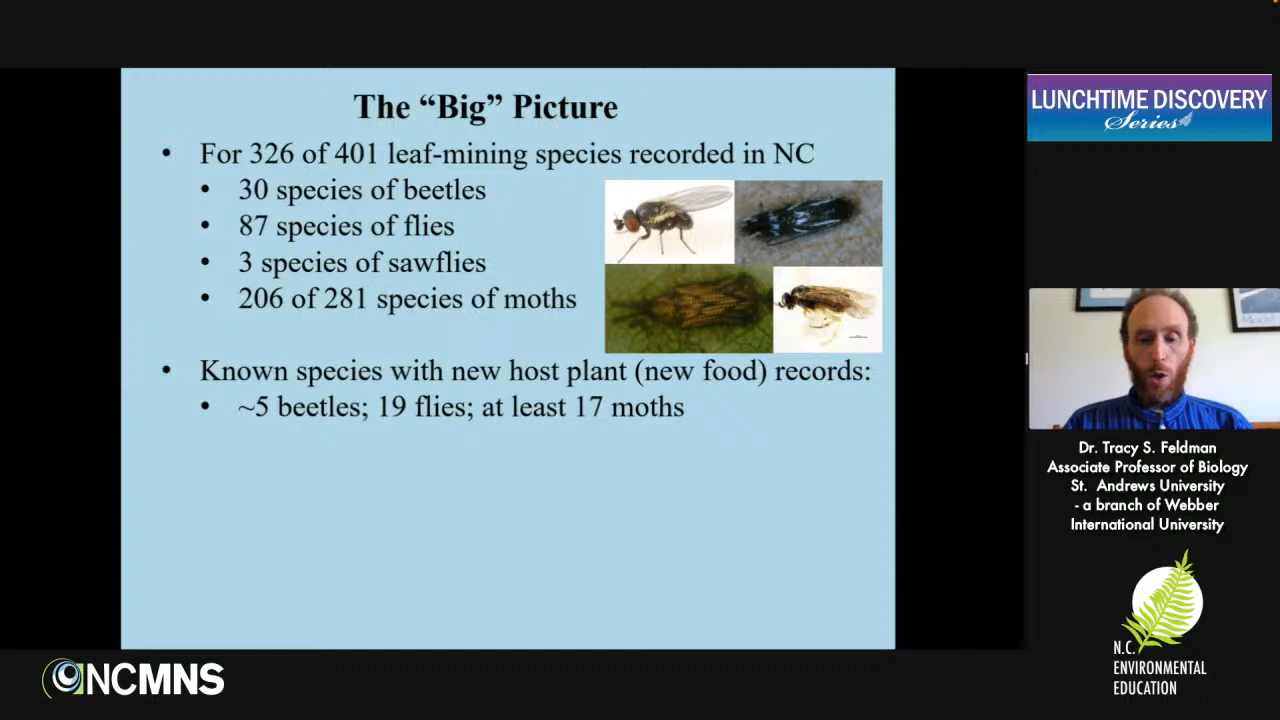 The “Big” Picture
• For 326 of 401 leaf-mining species recorded in NC
• 30 species of beetles
• 87 species of flies
• 3 species of sawflies
• 206 of 281 species of moths
• Known species with new host plant (new food) records:
• ~5 beetles; 19 flies; at least 17 moths
LUNCHTIME DISCOVERY
Series
Dr. Tracy S. Feldman
Associate Professor of Biology
St. Andrews University
- a branch of Webber
International University
N.C.
ENVIRONMENTAL
EDUCATION
NCMNS